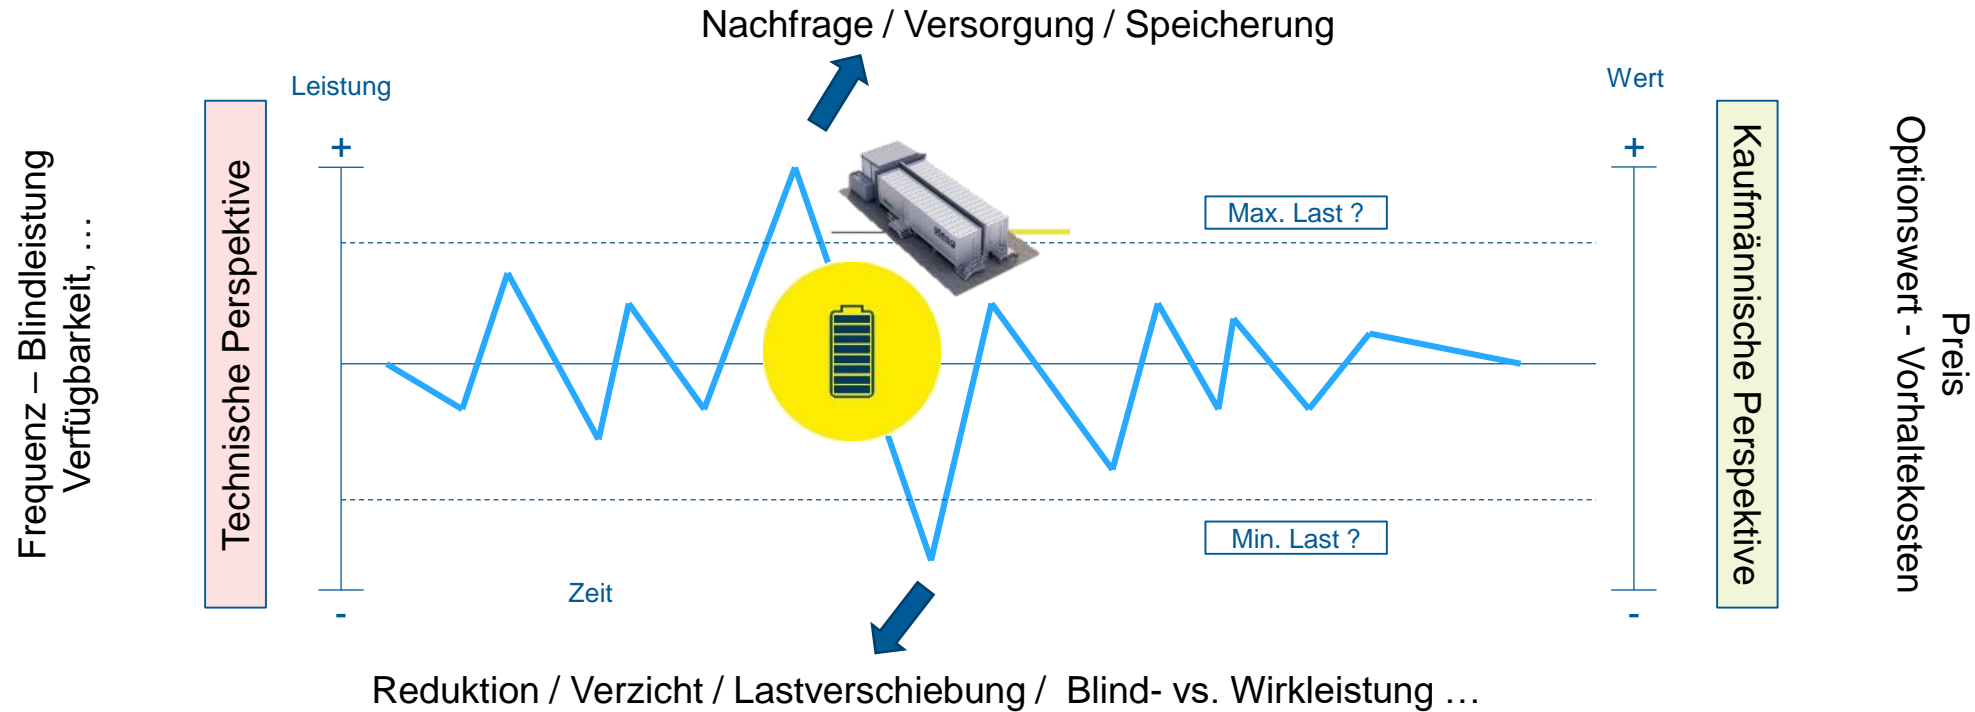 Nachfrage / Versorgung / Speicherung
Leistung
Wert
+
+
Frequenz – Blindleistung
Verfügbarkeit, …
Technische Perspektive
Max. Last ?
Min. Last ?
Kaufmännische Perspektive
Preis
Optionswert - Vorhaltekosten
Zeit
-
-
Reduktion / Verzicht / Lastverschiebung / Blind- vs. Wirkleistung …